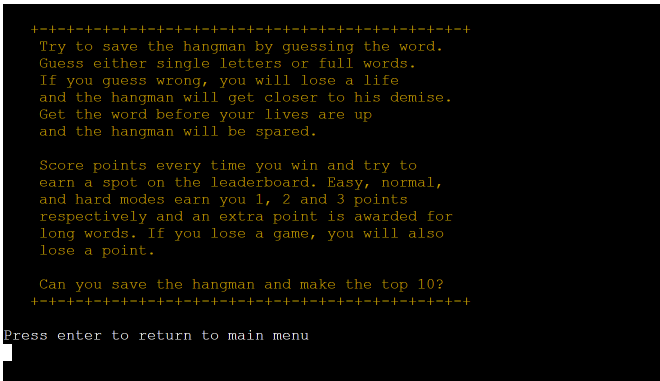 +-+-+-+-+-+-+-+-+-+-+-+-+-+-+-+-+-+-+-+-+-+-+-+-+
Try to save the hangman by guessing the word.
Guess either single letters or full words.
If you guess wrong, you will lose a life
and the hangman will get closer to his demise.
Get the word before your lives are up
and the hangman will be spared.
Score points every time you win and try to
earn a spot on the leaderboard. Easy, normal,
and hard modes earn you 1, 2 and 3 points
respectively and an extra point is awarded for
long words. If you lose a game, you will also
lose a point.
Can you save the hangman and make the top 10?
+-+-+-+-+-+-+-+-+-+-+-+-+-+-+-+-+-+-+-+-+-+-+-+-+
Press enter to return to main menu